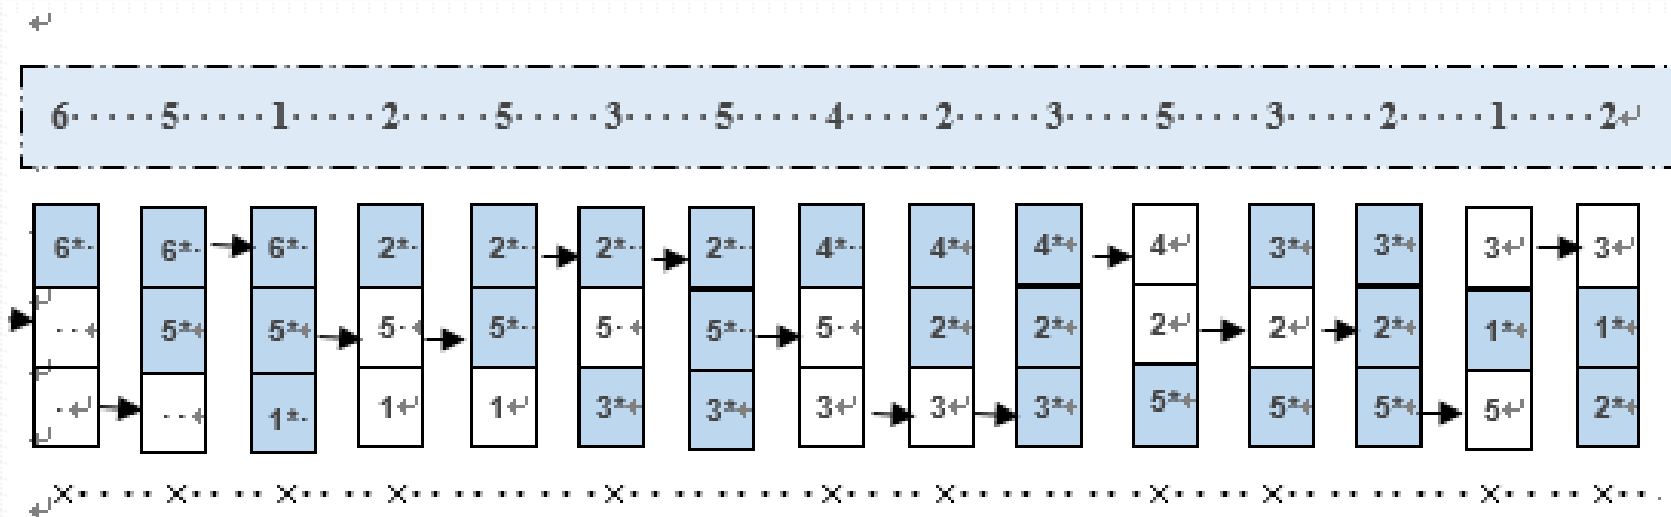 6 5 1 2 5 3 5 4 2 3 5 3 2 1 2
6* 6* 6* 2* 2* 2* 2* 4* 4* 4* 4 3* 3* 3 3
5* 5* 5 5* 5 5* 5 2* 2* 2 2 2* 1* 1*
1* 1 1 3* 3* 3 3 3* 5* 5* 5* 5 2*
× × × × × × × × × × ×